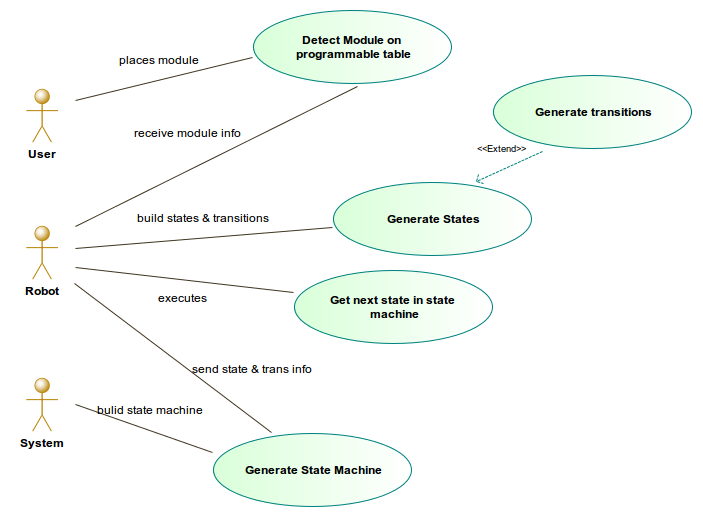 Detect Module on
programmable table
places module
Generate transitions
User
receive module info
<<Extend>>
build states & transitions
Generate States
Robot
executes
Get next state in state
machine
send state & trans info
bulid state machine
System
Generate State Machine